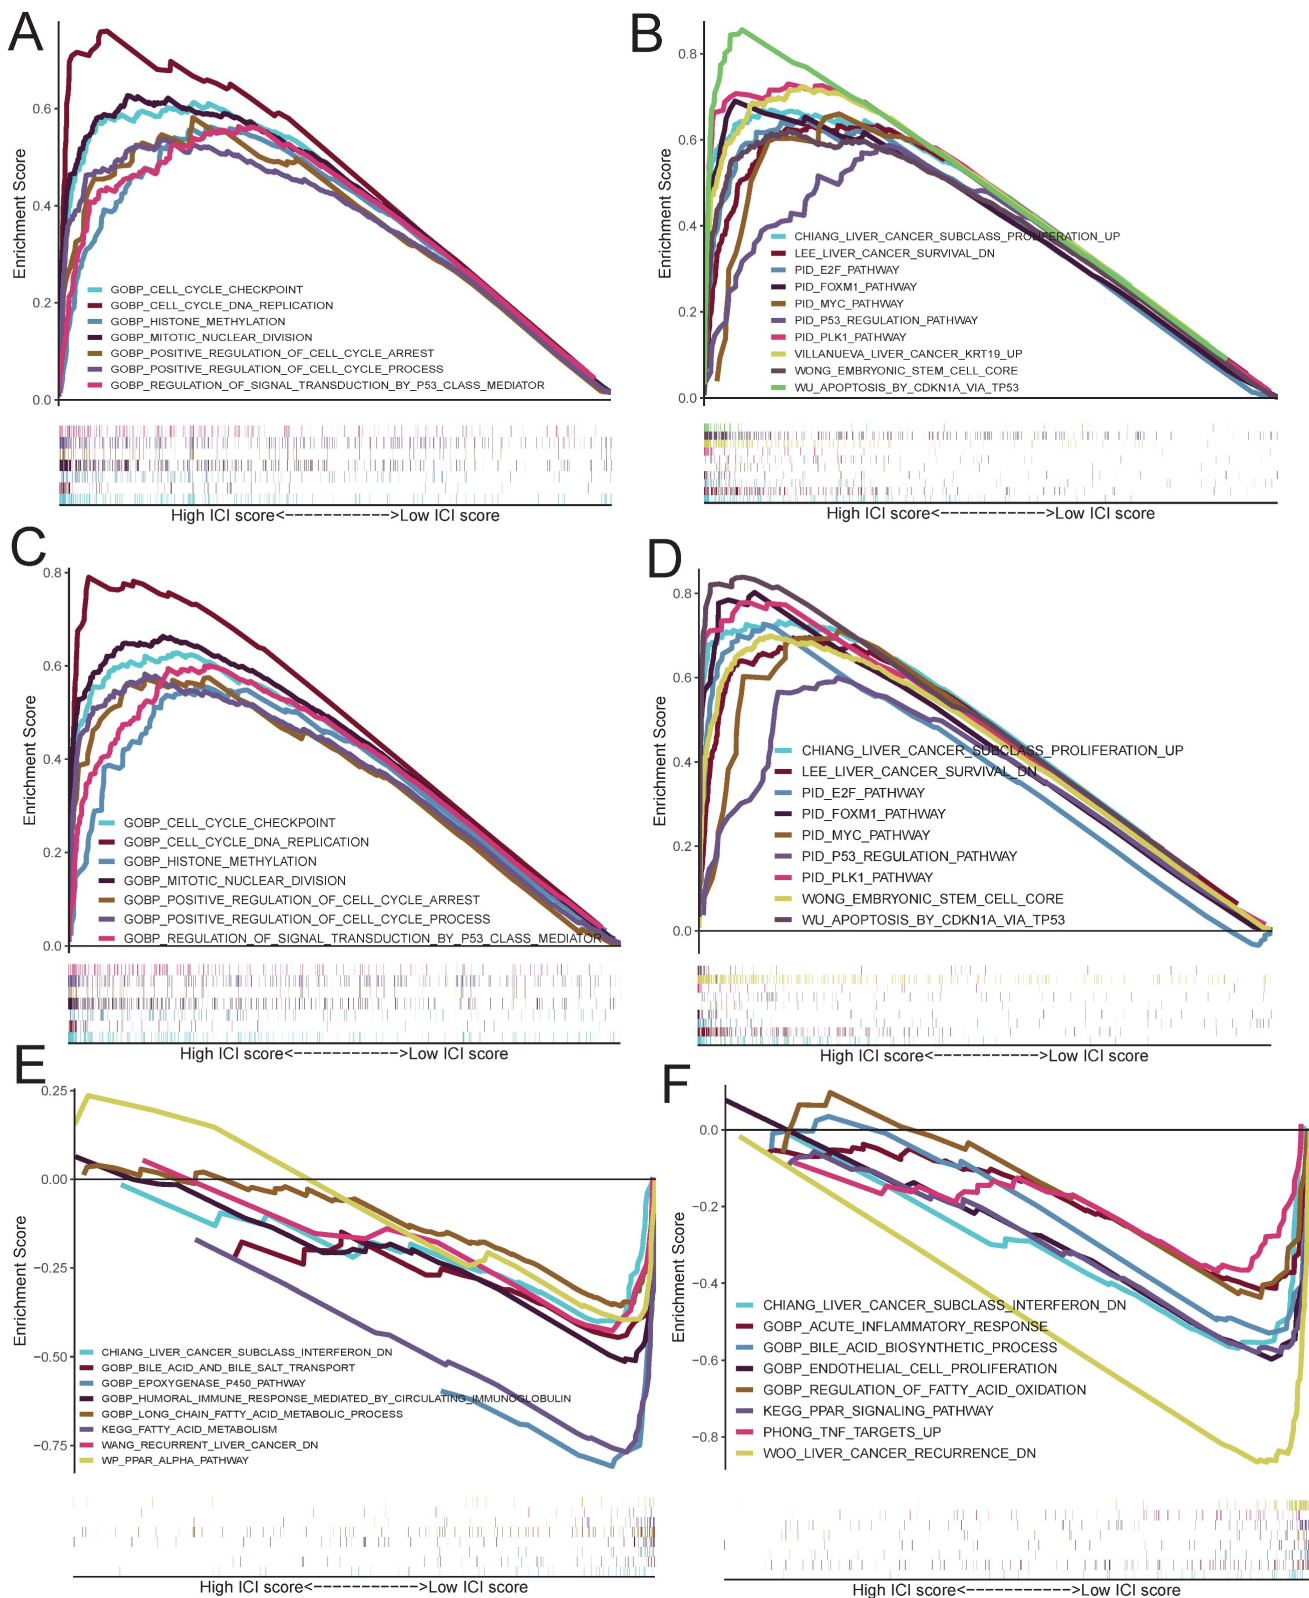 A
Enrichment Score
0.6
0.4
0.2
0.0
GOBP_CELL_CYCLE_CHECKPOINT
GOBP_CELL_CYCLE_DNA_REPLICATION
GOBP_HISTONE_METHYLATION
GOBP_MITOTIC_NUCLEAR_DIVISION
GOBP_POSITIVE_REGULATION_OF_CELL_CYCLE_ARREST
GOBP_POSITIVE_REGULATION_OF_CELL_CYCLE_PROCESS
GOBP_REGULATION_OF_SIGNAL_TRANSDUCTION_BY_P53_CLASS_MEDIATOR
High ICI score<------------->Low ICI score
B
Enrichment Score
0.8
0.6
0.4
0.2
0.0
CHIANG_LIVER_CANCER_SUBCLASS_PROLIFERATION_UP
LEE_LIVER_CANCER_SURVIVAL_DN
PID_E2F_PATHWAY
PID_FOXM1_PATHWAY
PID_MYC_PATHWAY
PID_P53_REGULATION_PATHWAY
PID_PLK1_PATHWAY
VILLANUEVA_LIVER_CANCER_KRT19_UP
WONG_EMBRYONIC_STEM_CELL_CORE
WU_APOPTOSIS_BY_CDKN1A_VIA_TP53
High ICI score<------------->Low ICI score
C
Enrichment Score
0.8
0.6
0.4
0.2
0.0
GOBP_CELL_CYCLE_CHECKPOINT
GOBP_CELL_CYCLE_DNA_REPLICATION
GOBP_HISTONE_METHYLATION
GOBP_MITOTIC_NUCLEAR_DIVISION
GOBP_POSITIVE_REGULATION_OF_CELL_CYCLE_ARREST
GOBP_POSITIVE_REGULATION_OF_CELL_CYCLE_PROCESS
GOBP_REGULATION_OF_SIGNAL_TRANSDUCTION_BY_P53_CLASS_MEDIATOR
High ICI score<------------->Low ICI score
D
Enrichment Score
0.8
0.6
0.4
0.2
0.0
CHIANG_LIVER_CANCER_SUBCLASS_PROLIFERATION_UP
LEE_LIVER_CANCER_SURVIVAL_DN
PID_E2F_PATHWAY
PID_FOXM1_PATHWAY
PID_MYC_PATHWAY
PID_P53_REGULATION_PATHWAY
PID_PLK1_PATHWAY
WONG_EMBRYONIC_STEM_CELL_CORE
WU_APOPTOSIS_BY_CDKN1A_VIA_TP53
High ICI score<------------->Low ICI score
E
Enrichment Score
0.25
0.00
−0.25
−0.50
−0.75
CHIANG_LIVER_CANCER_SUBCLASS_INTERFERON_DN
GOBP_BILE_ACID_AND_BILE_SALT_TRANSPORT
GOBP_EPOXYGENASE_P450_PATHWAY
GOBP_HUMORAL_IMMUNE_RESPONSE_MEDIATED_BY_CIRCULATING_IMMUNOGLOBULIN
GOBP_LONG_CHAIN_FATTY_ACID_METABOLIC_PROCESS
KEGG_FATTY_ACID_METABOLISM
WANG_RECURRENT_LIVER_CANCER_DN
WP_PPAR_ALPHA_PATHWAY
High ICI score<------------->Low ICI score
F
Enrichment Score
0.0
−0.2
−0.4
−0.6
−0.8
CHIANG_LIVER_CANCER_SUBCLASS_INTERFERON_DN
GOBP_ACUTE_INFLAMMATORY_RESPONSE
GOBP_BILE_ACID_BIOSYNTHETIC_PROCESS
GOBP_ENDOTHELIAL_CELL_PROLIFERATION
GOBP_REGULATION_OF_FATTY_ACID_OXIDATION
KEGG_PPAR_SIGNALING_PATHWAY
PHONG_TNF_TARGETS_UP
WOO_LIVER_CANCER_RECURRENCE_DN
High ICI score<------------->Low ICI score